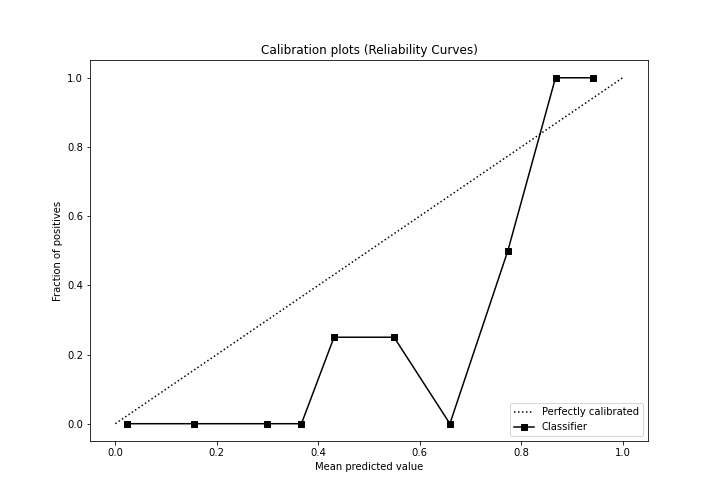 Calibration plots (Reliability Curves)
1.0
0.8
0.6
0.4
0.2
0.0
Fraction of positives
Perfectly calibrated
Classifier
0.0 0.2 0.4 0.6 0.8 1.0
Mean predicted value